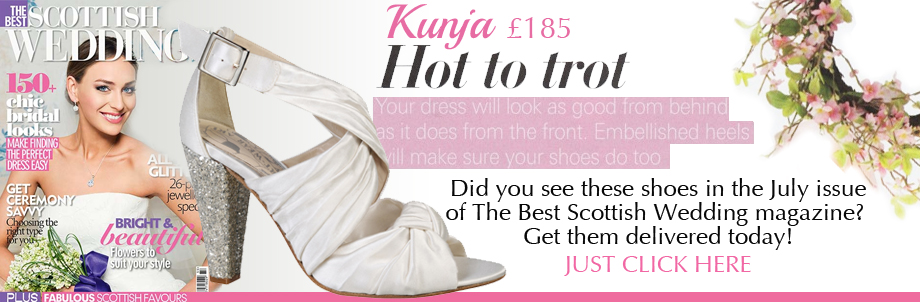 THE
BEST
SCOTTISH
WEDDING
150+
chic
bridal
looks
MAKE FINDING
THE PERFECT
DRESS EASY
GET
CEREMONY
SAVVY
Choosing the
right type
for you
ALL
GLIT
26-p
jewell
spec
BRIGHT &
beautiful
Flowers to
suit your style
PLUS FABULOUS SCOTTISH FAVOURS
Kunja £185
Hot to trot
Your dress will look as good from behind
as it does from the front. Embellished heels
will make sure your shoes do too
Did you see these shoes in the July issue
of The Best Scottish Wedding magazine?
Get them delivered today!
JUST CLICK HERE